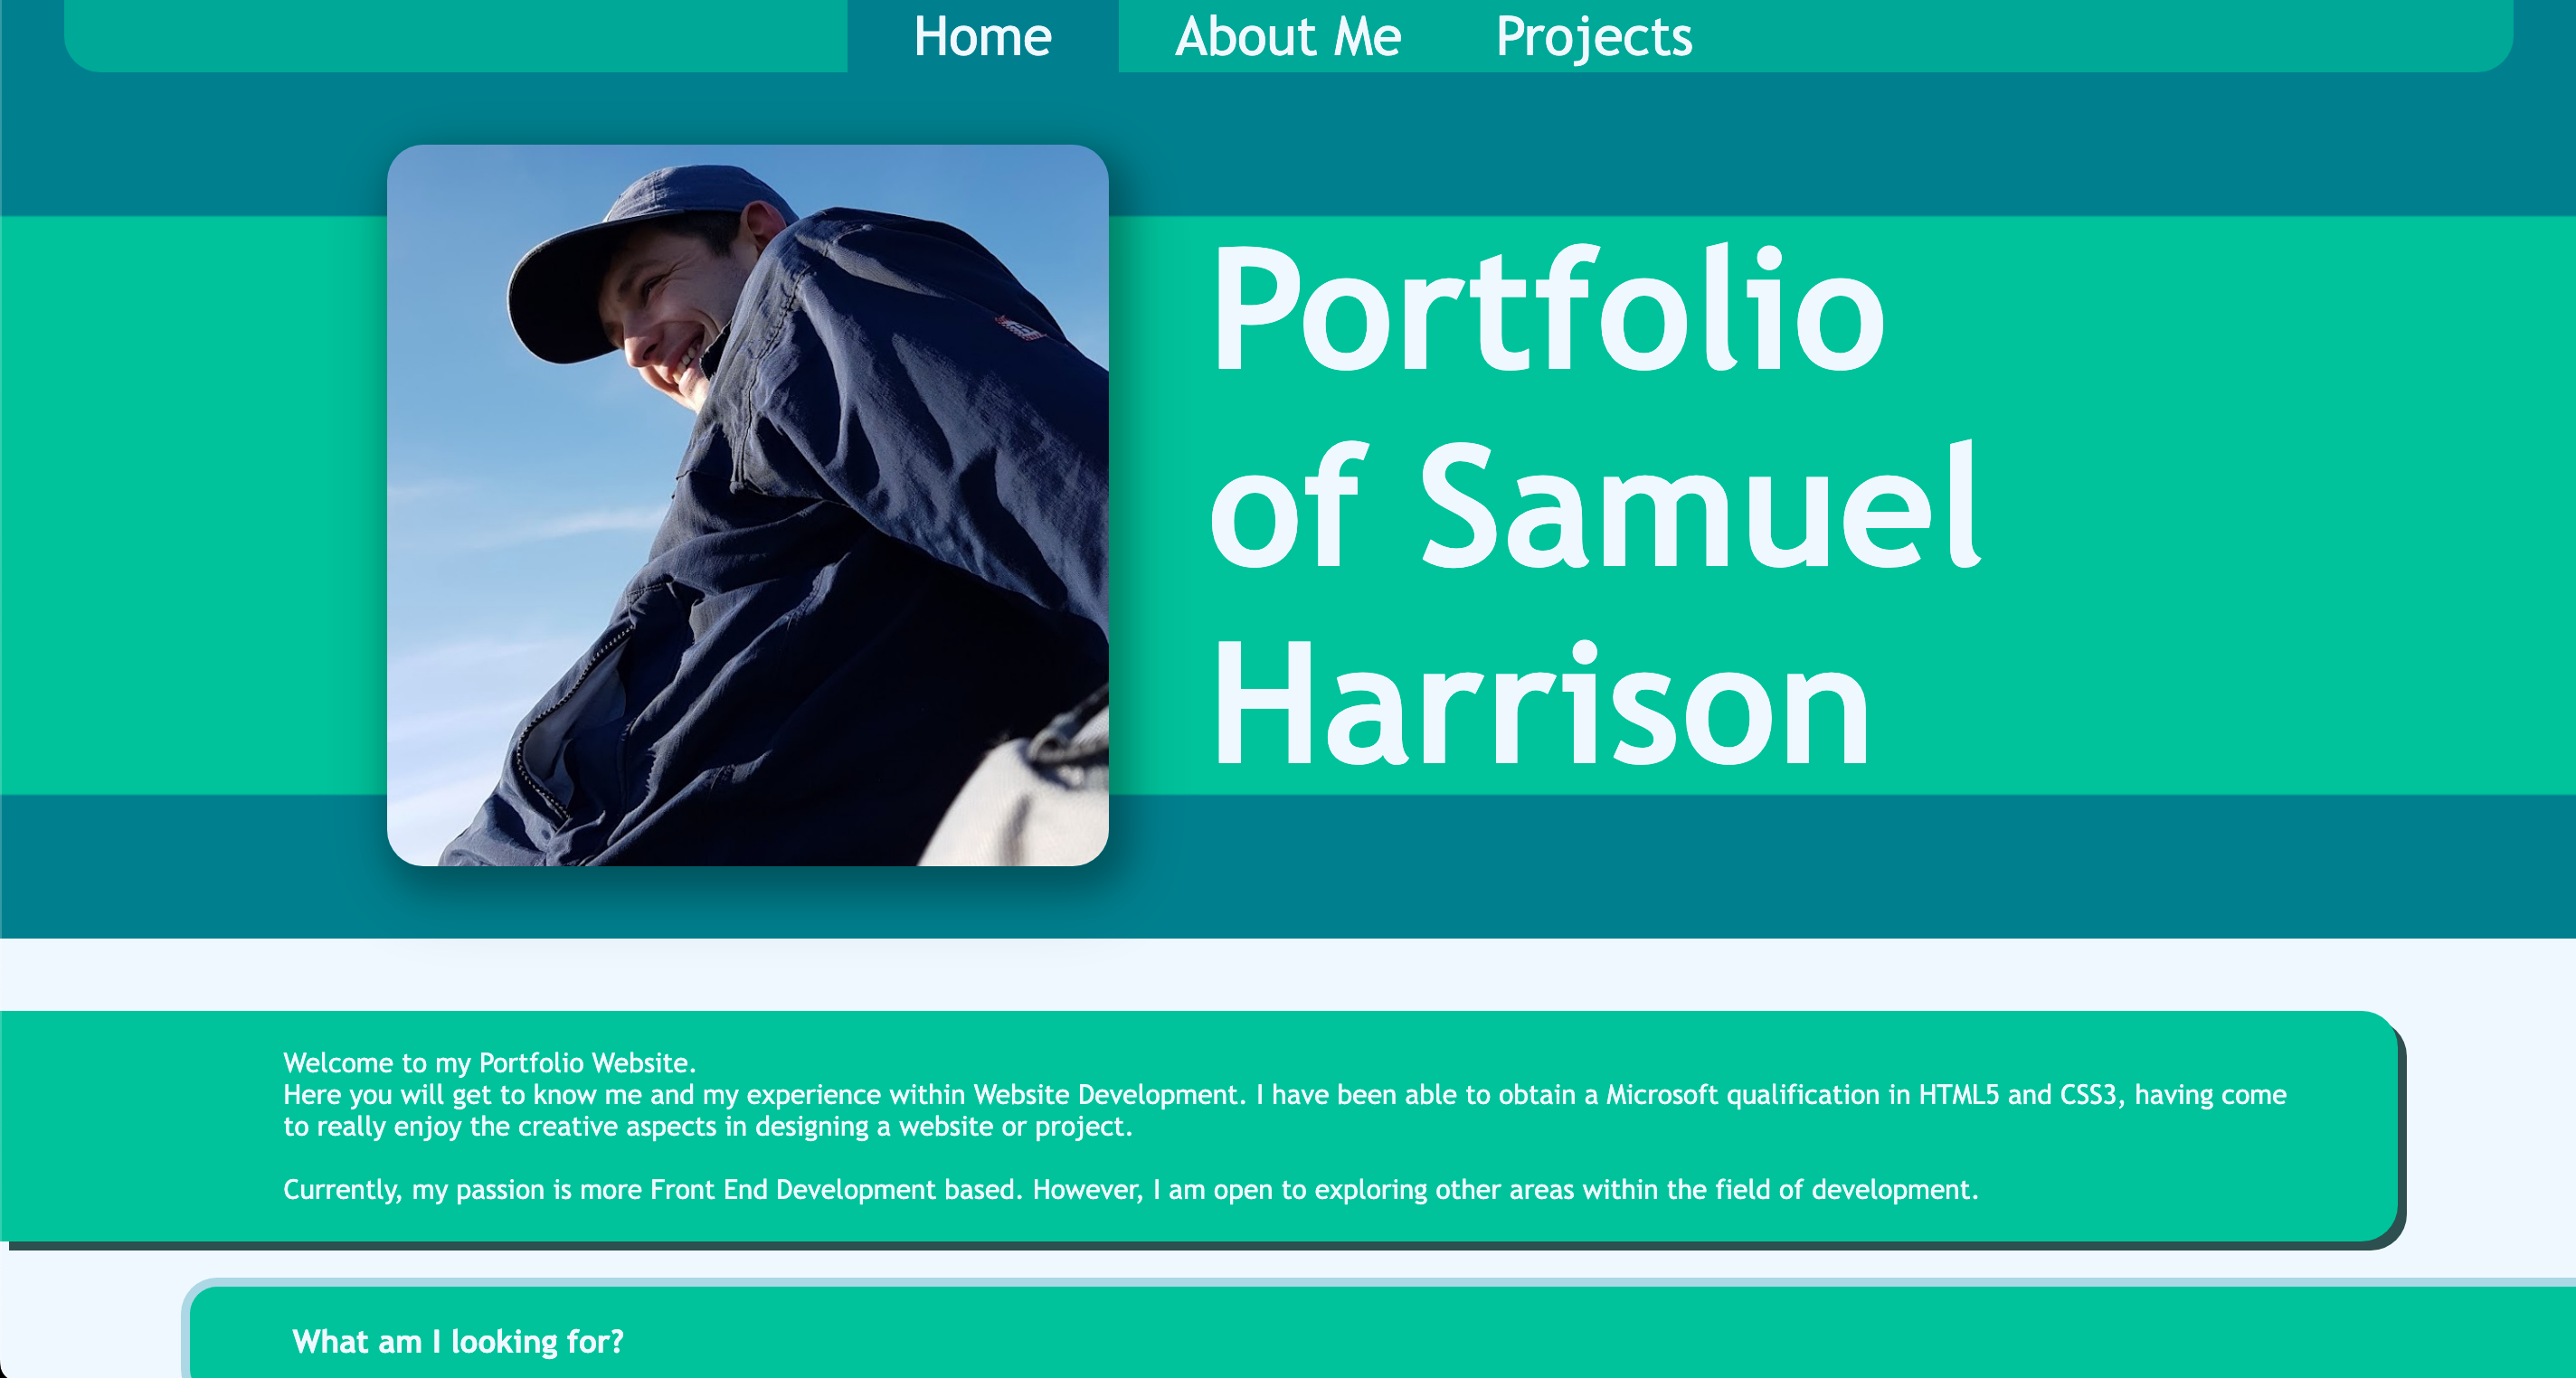 Home About Me Projects
Portfolio
of Samuel
Harrison
Welcome to my Portfolio Website.
Here you will get to know me and my experience within Website Development. I have been able to obtain a Microsoft qualification in HTML5 and CSS3, having come
to really enjoy the creative aspects in designing a website or project.
Currently, my passion is more Front End Development based. However, I am open to exploring other areas within the field of development.
What am I looking for?